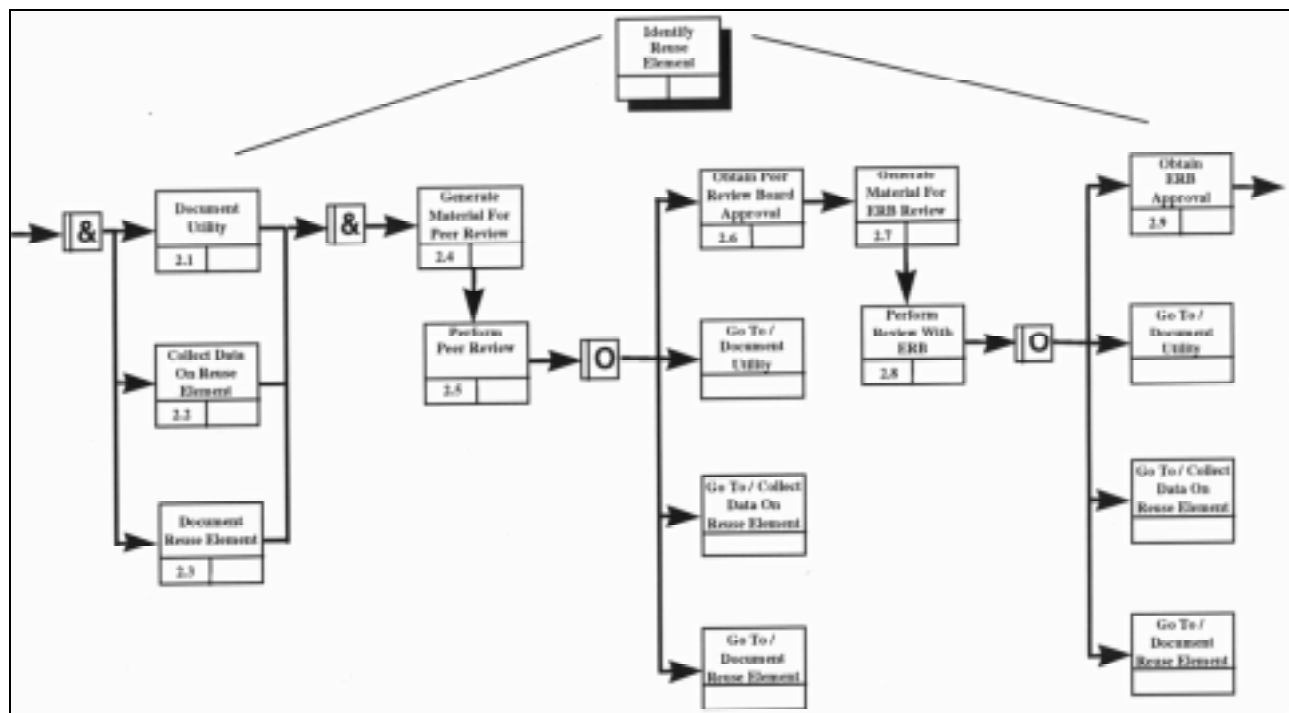 Identify
Reuse
Element
&
Document
Utility
2.1
Collect Data
On Reuse
Element
2.2
Document
Reuse Element
2.3
&
Generate
Material For
Peer Review
2.4
Perform
Peer Review
2.5
O
Obtain Peer
Review Board
Approval
2.6
Go To /
Document
Utility
Go To / Collect
Data On
Reuse Element
Go To /
Document
Reuse Element
Generate
Material For
ERB Review
2.7
Perform
Review With
ERB
2.8
O
Obtain
ERB
Approval
2.9
Go To /
Document
Utility
Go To / Collect
Data On
Reuse Element
Go To /
Document
Reuse Element